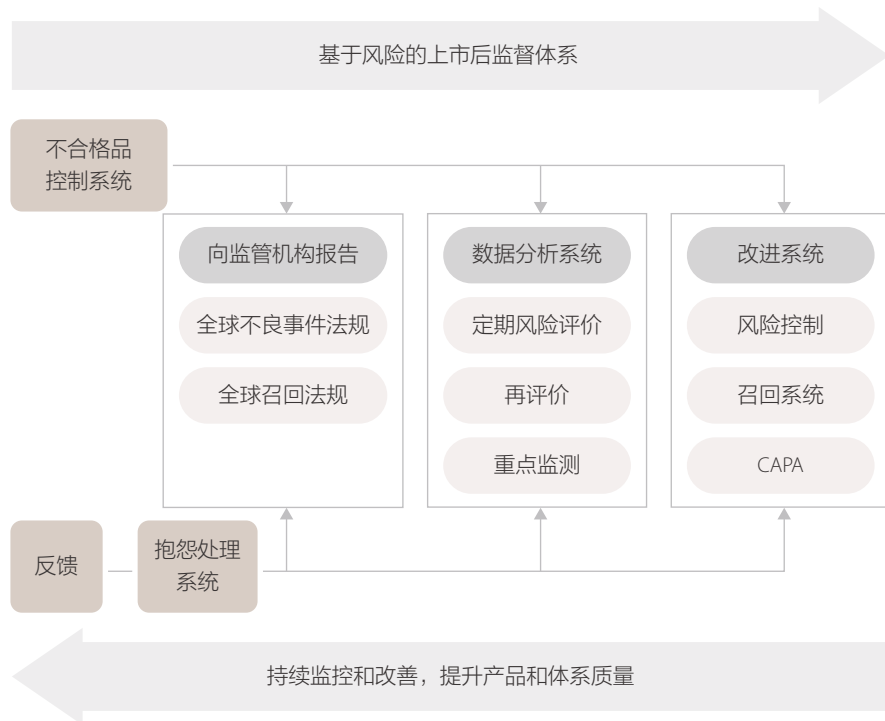 基于风险的上市后监督体系
不合格品
控制系统
向监管机构报告
全球不良事件法规
全球召回法规
数据分析系统
定期风险评价
再评价
重点监测
改进系统
风险控制
召回系统
CAPA
反馈
抱怨处理
系统
持续监控和改善，提升产品和体系质量